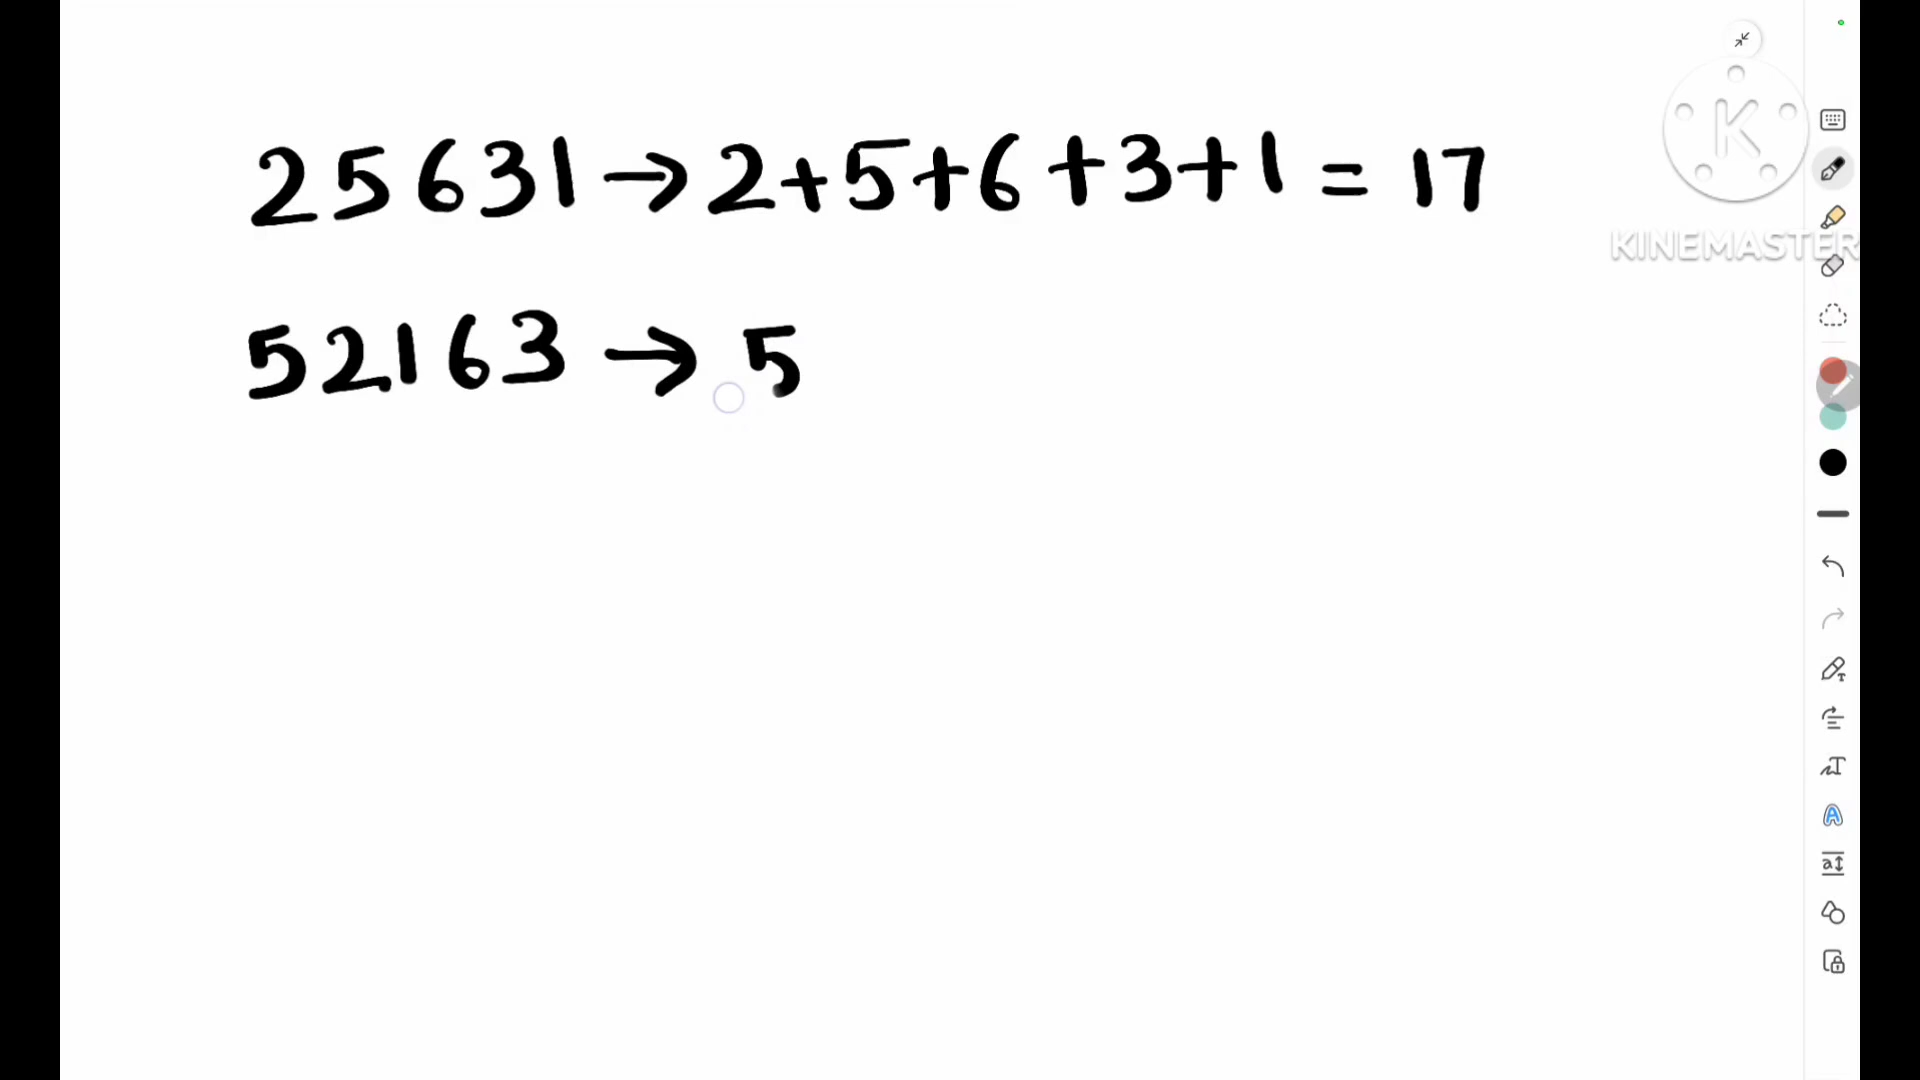 25631 → 2+5+6+3+1 = 17
K
KINEMASTER
52163 → 5